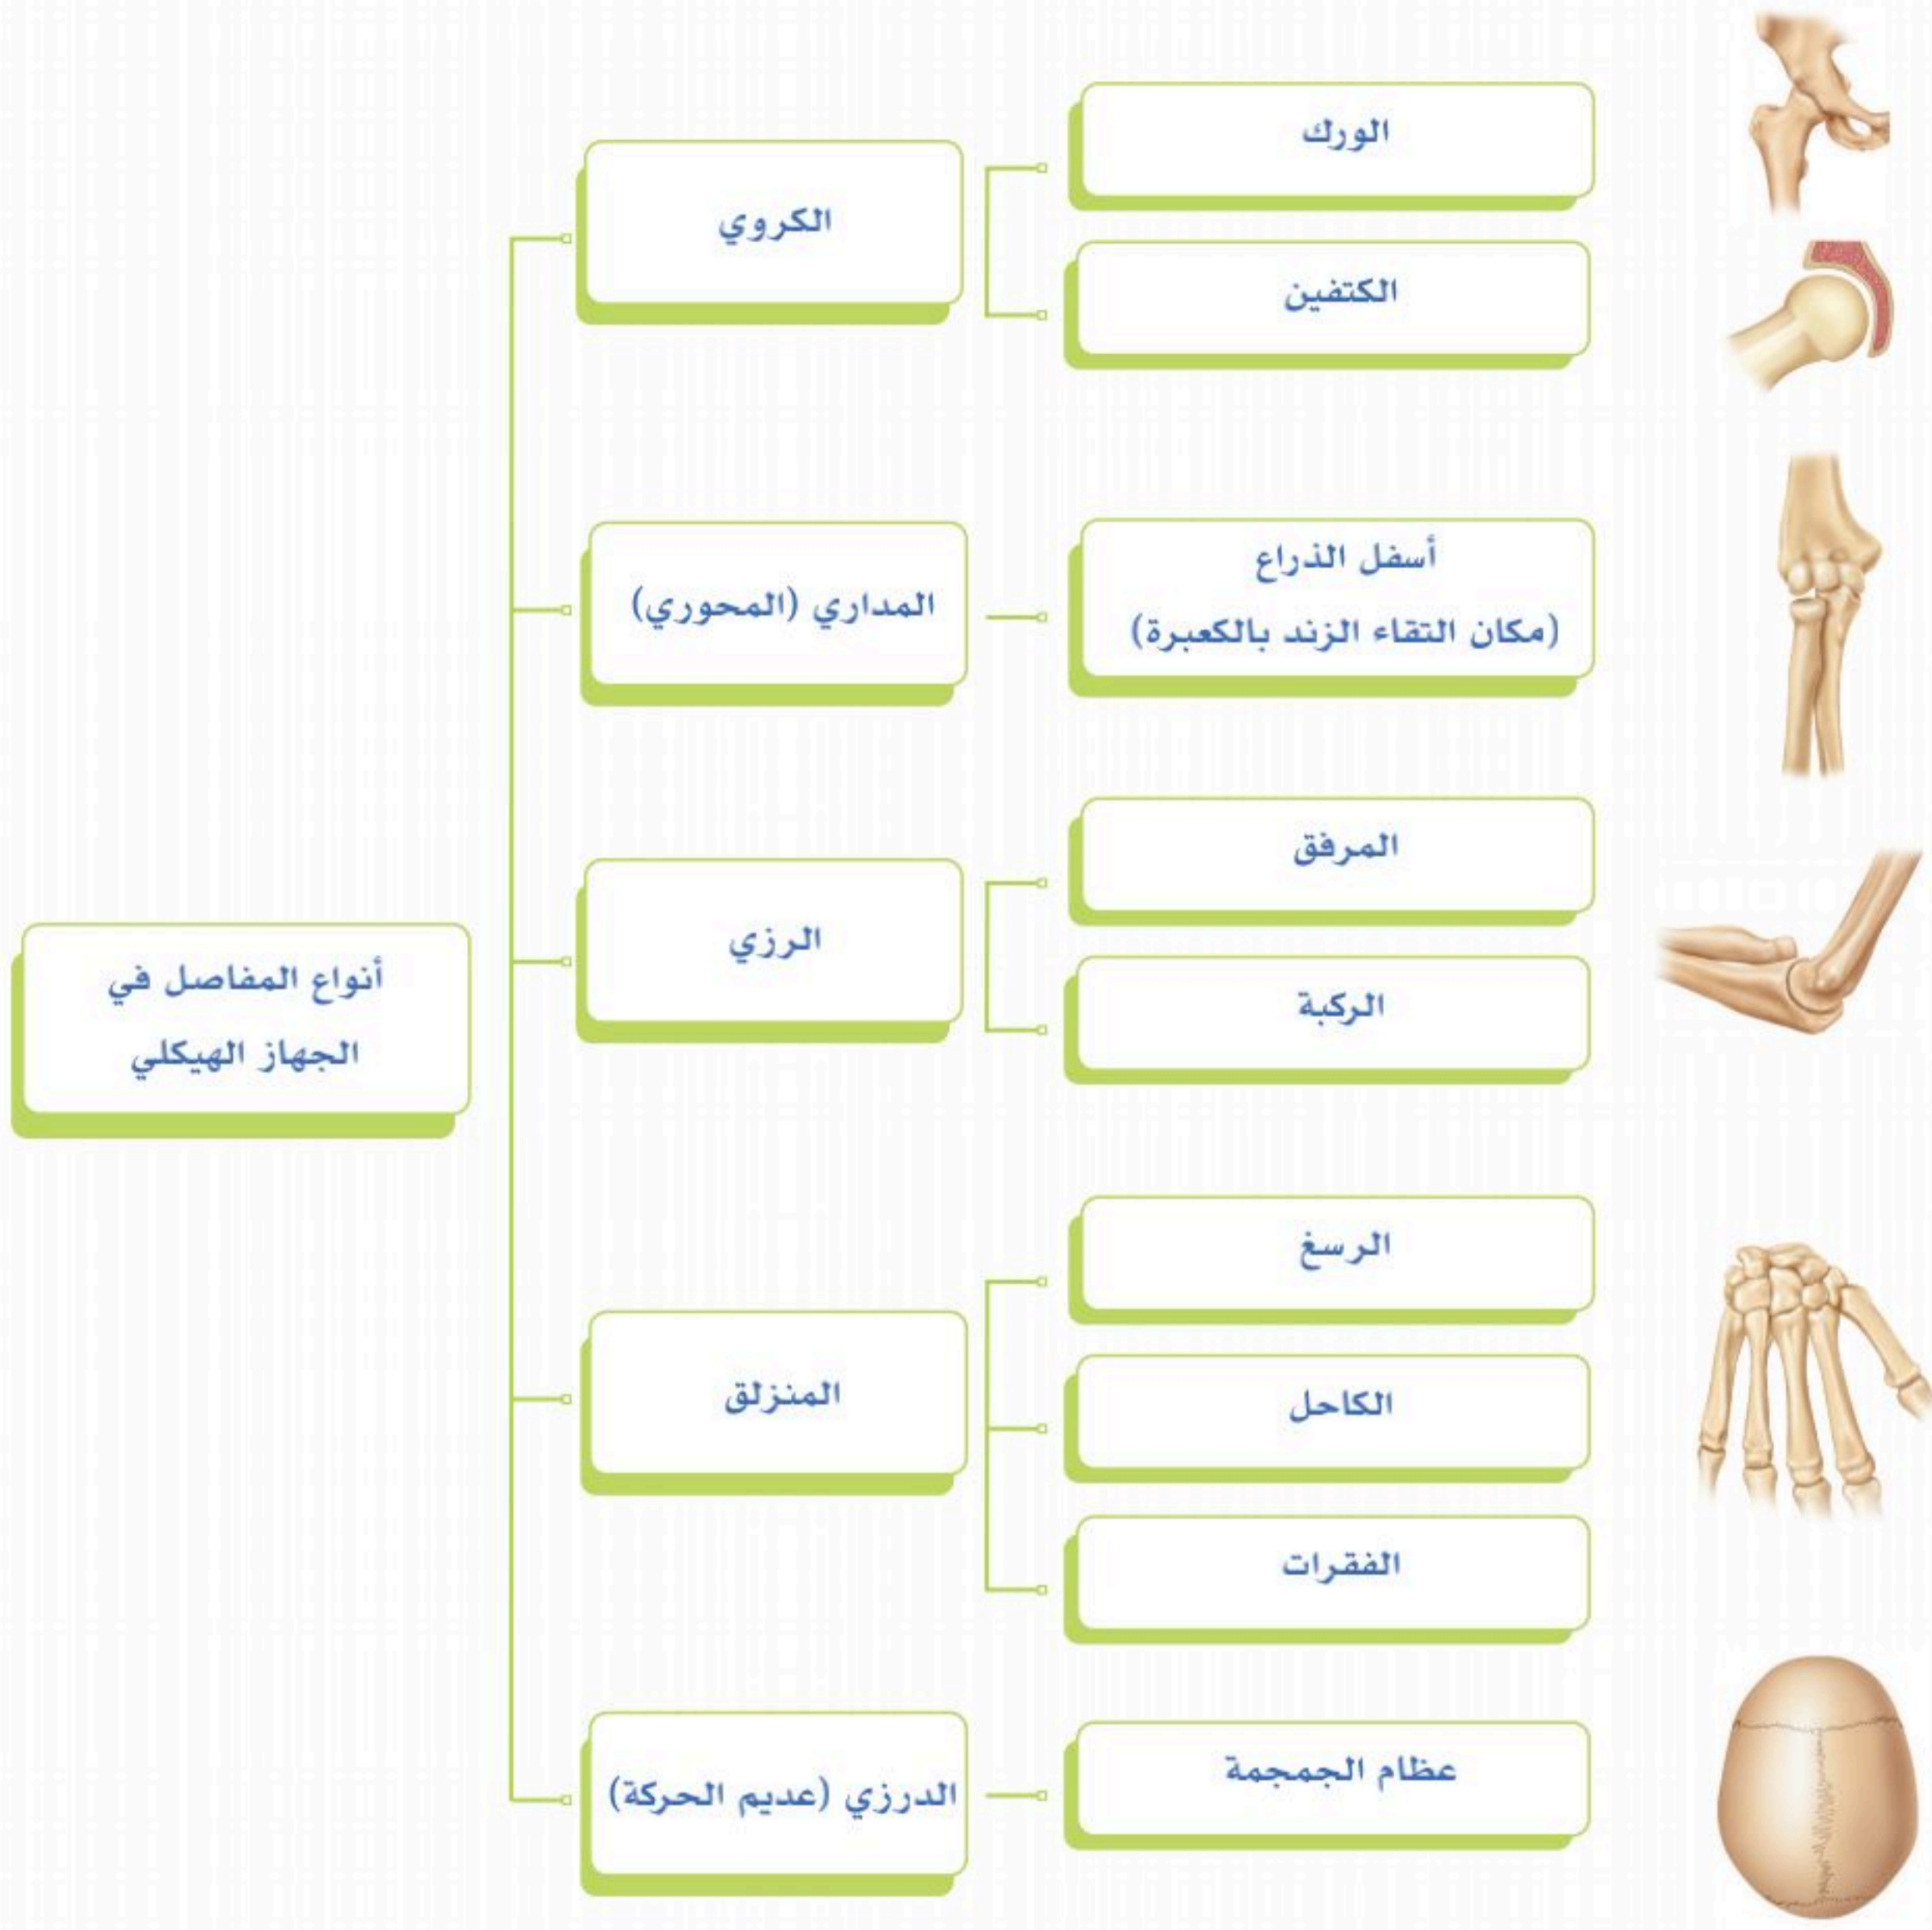 أنواع المفاصل في
الجهاز الهيكلي
الكروي
الورك
الكتفين
المداري (المحوري)
أسفل الذراع
(مكان التقاء الزند بالكعبرة)
الرزي
المرفق
الركبة
المنزلق
الرسغ
الكاحل
الفقرات
الدرزي (عديم الحركة)
عظام الجمجمة